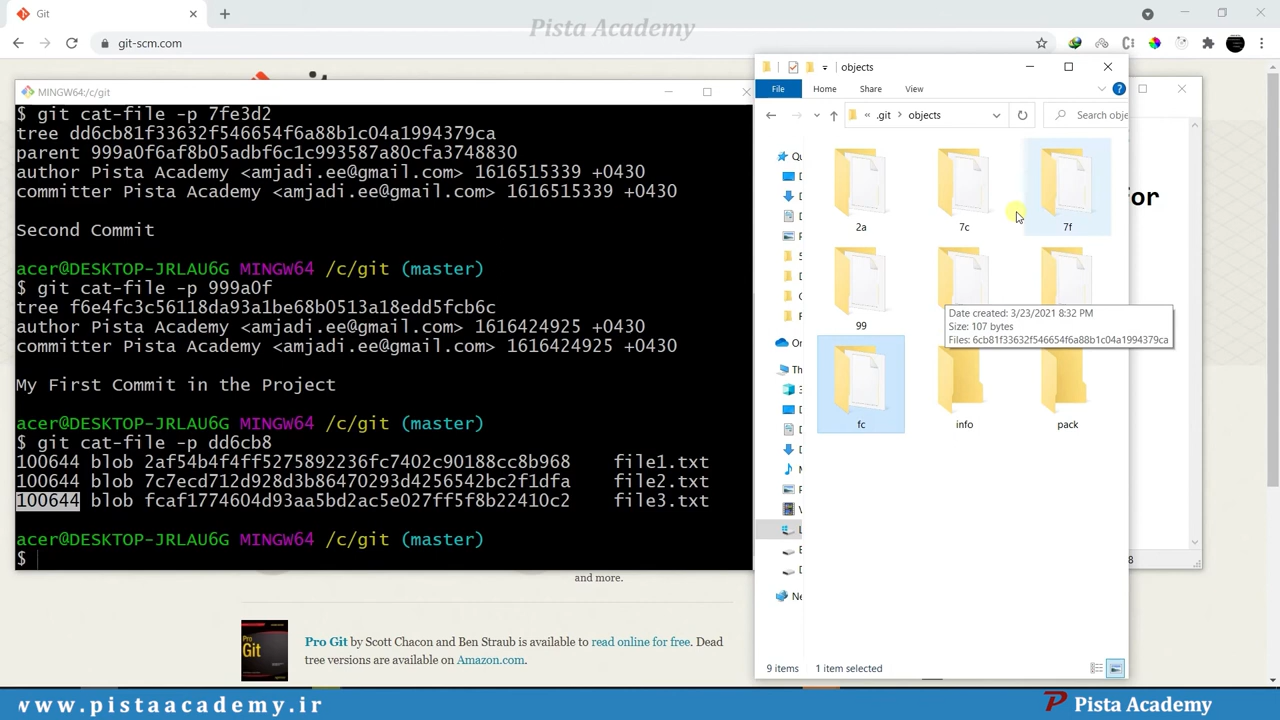 Git
Pista Academy
git-scm.com
MINGW64:/c/git
$ git cat-file -p 7fe3d2
tree dd6cb81f33632f546654f6a88b1c04a1994379ca
parent 999a0f6af8b05adbf6c1c993587a80cfa3748830
author Pista Academy <amjadi.ee@gmail.com> 1616515339 +0430
committer Pista Academy <amjadi.ee@gmail.com> 1616515339 +0430
Second Commit
acer@DESKTOP-JRLAU6G MINGW64 /c/git (master)
$ git cat-file -p 999a0f
tree f6e4fc3c56118da93a1be68b0513a18edd5fcb6c
author Pista Academy <amjadi.ee@gmail.com> 1616424925 +0430
committer Pista Academy <amjadi.ee@gmail.com> 1616424925 +0430
My First Commit in the Project
acer@DESKTOP-JRLAU6G MINGW64 /c/git (master)
$ git cat-file -p dd6cb8
100644 blob 2af54b4f4ff5275892236fc7402c90188cc8b968 file1.txt
100644 blob 7c7ecd712d928d3b86470293d4256542bc2f1dfa file2.txt
100644 blob fcaf1774604d93aa5bd2ac5e027ff5f8b22410c2 file3.txt
acer@DESKTOP-JRLAU6G MINGW64 /c/git (master)
$
and more.
Pro Git by Scott Chacon and Ben Straub is available to read online for free. Dead
tree versions are available on Amazon.com.
Pro
Git
objects
File Home Share View
« .git > objects
Search obje
2a 7c 7f
99
Date created: 3/23/2021 8:32 PM
Size: 107 bytes
Files: 6cb81f33632f546654f6a88b1c04a1994379ca
fc info pack
9 items 1 item selected
for
8
www.pistaacademy.ir
Pista Academy